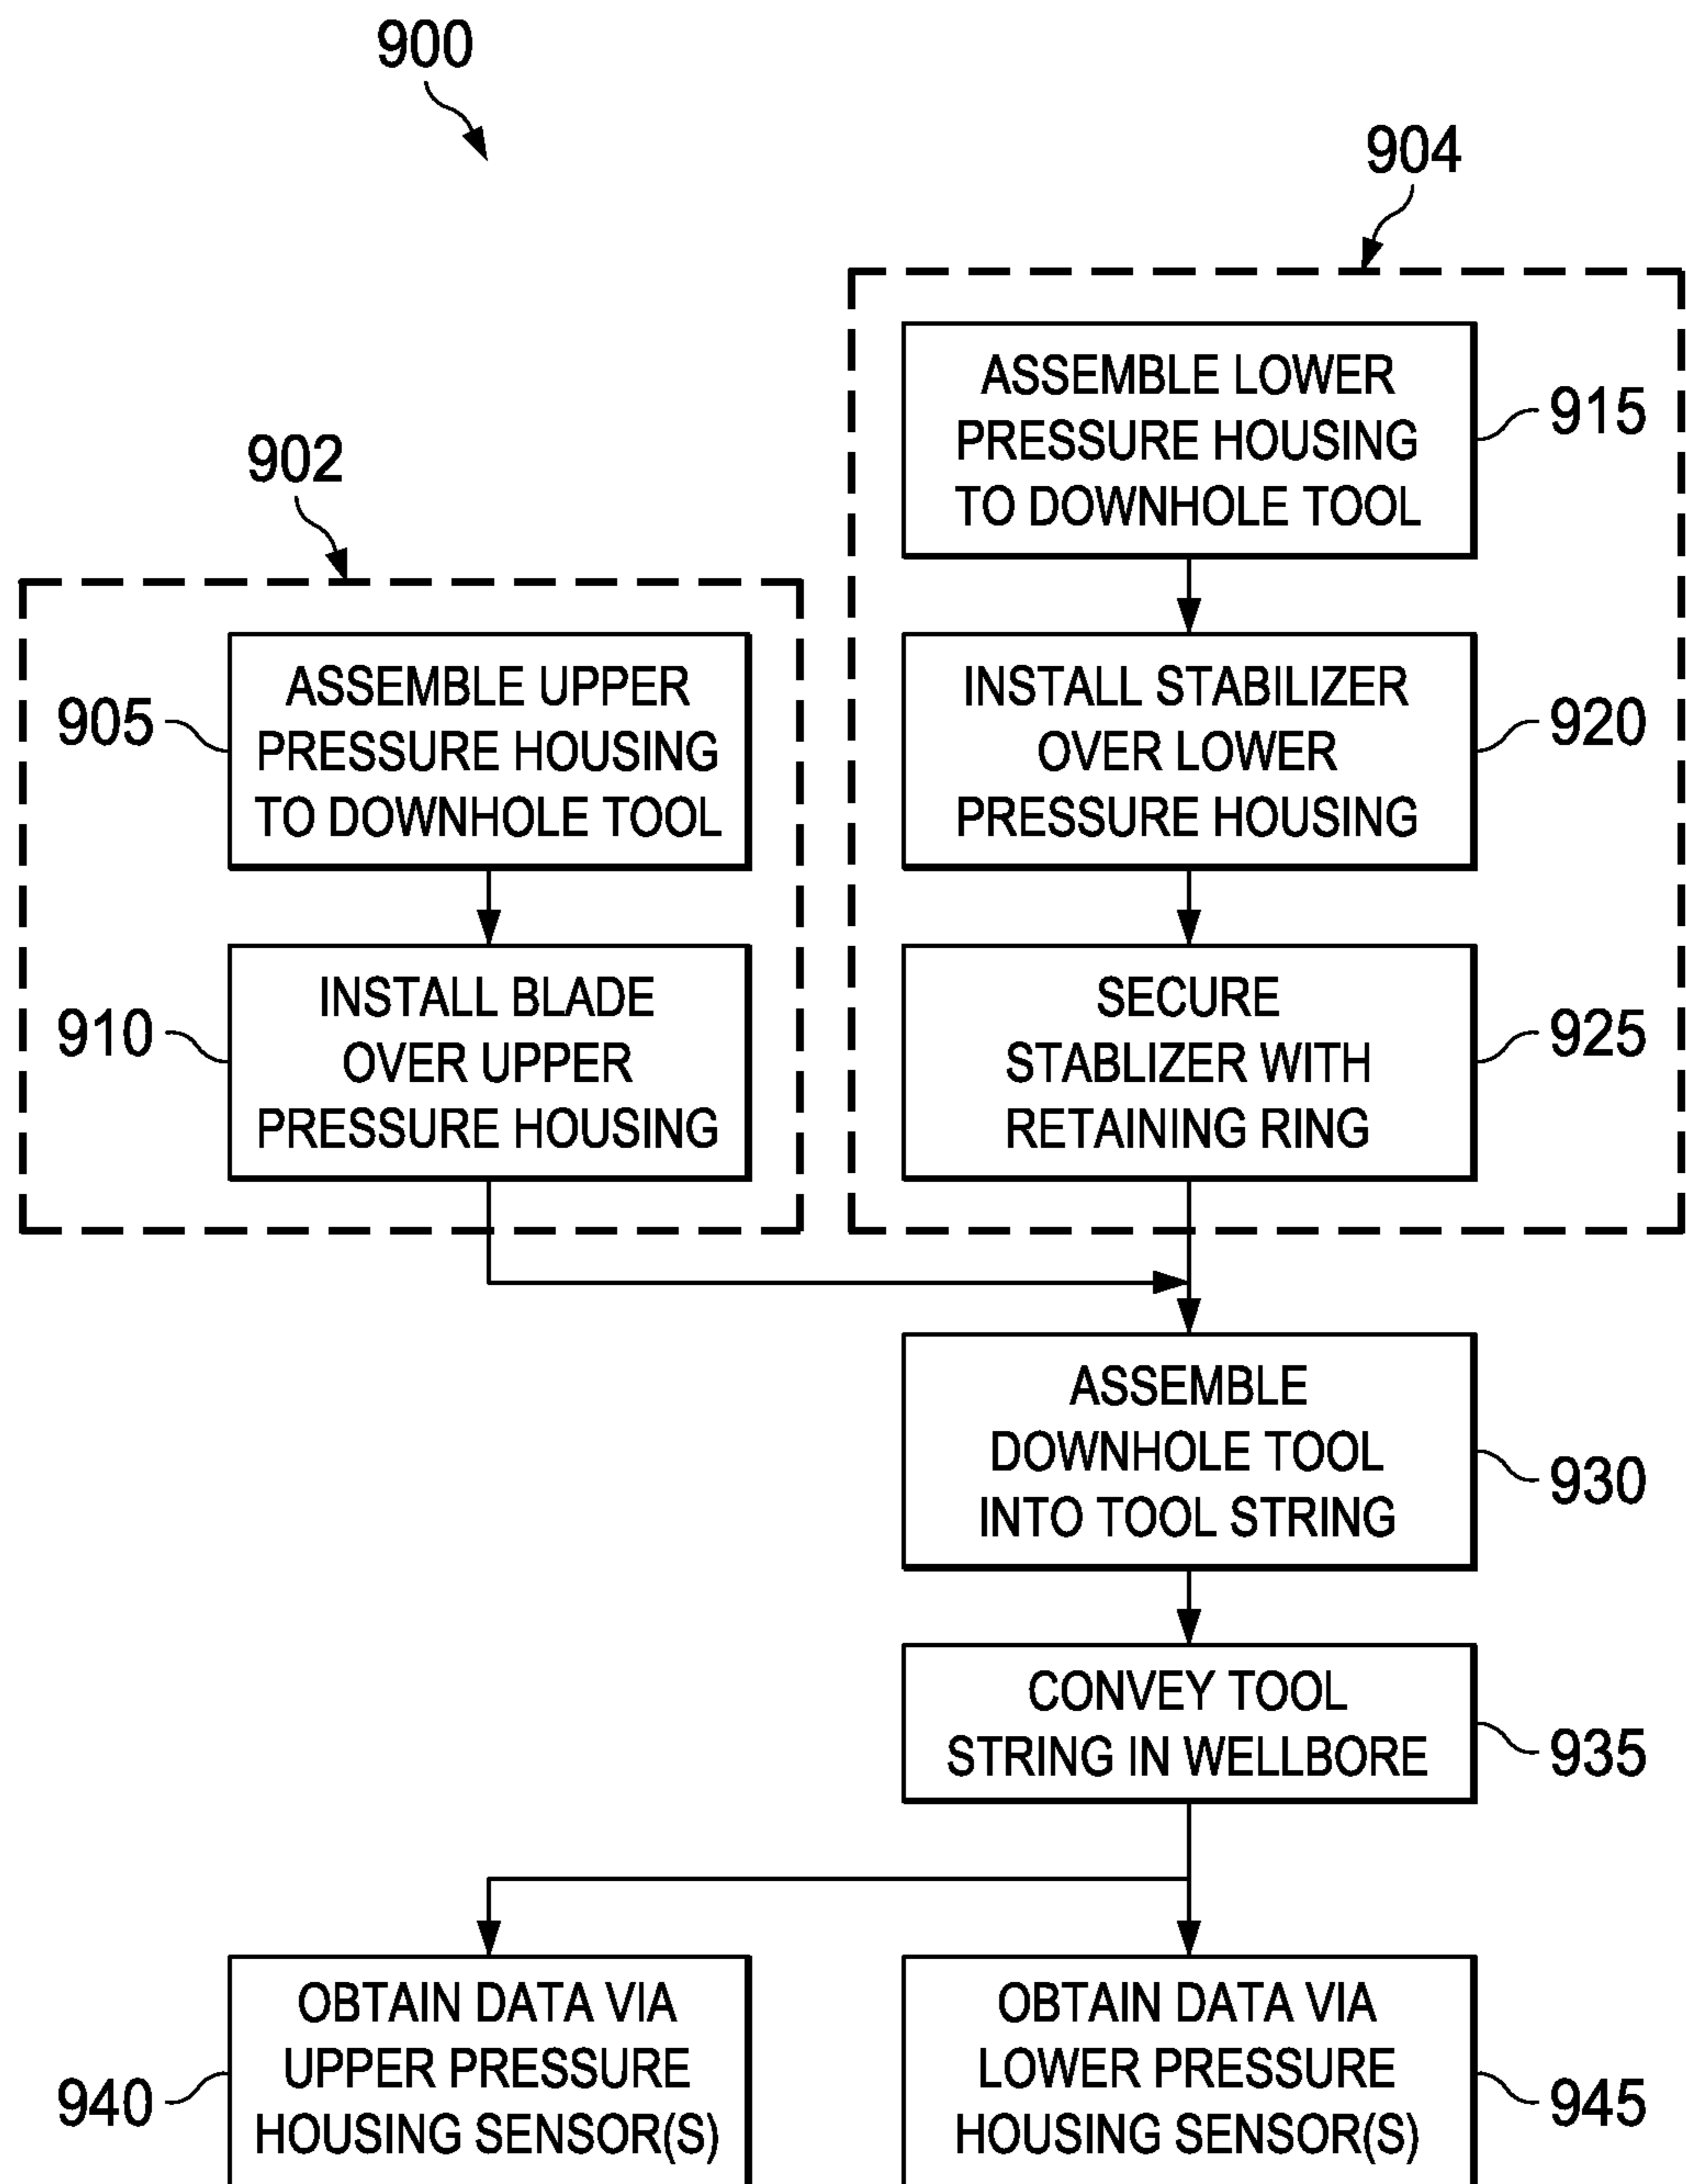 900
904
ASSEMBLE LOWER
PRESSURE HOUSING
TO DOWNHOLE TOOL
915
902
905
ASSEMBLE UPPER
PRESSURE HOUSING
TO DOWNHOLE TOOL
INSTALL STABILIZER
OVER LOWER
PRESSURE HOUSING
920
910
INSTALL BLADE
OVER UPPER
PRESSURE HOUSING
SECURE
STABLIZER WITH
RETAINING RING
925
ASSEMBLE
DOWNHOLE TOOL
INTO TOOL STRING
930
CONVEY TOOL
STRING IN WELLBORE
935
940
OBTAIN DATA VIA
UPPER PRESSURE
HOUSING SENSOR(S)
OBTAIN DATA VIA
LOWER PRESSURE
HOUSING SENSOR(S)
945